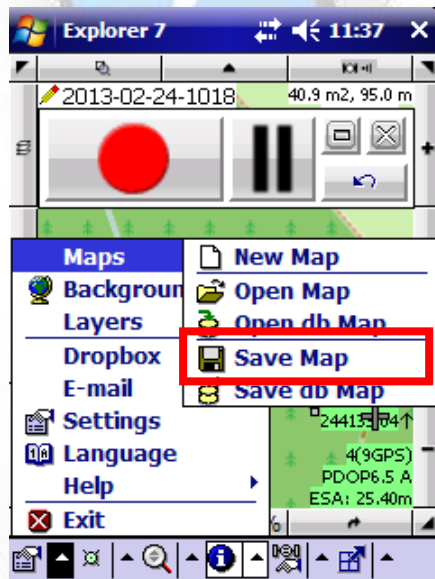 Explorer 7 11:37
2013-02-24-1018 40.9 m2, 95.0 m
Maps
Backgroun
Layers
Dropbox
E-mail
Settings
Language
Help
Exit
New Map
Open Map
Open db Map
Save Map
Save db Map
4(9GPS)
PDOP6.5 A
ESA: 25.40m